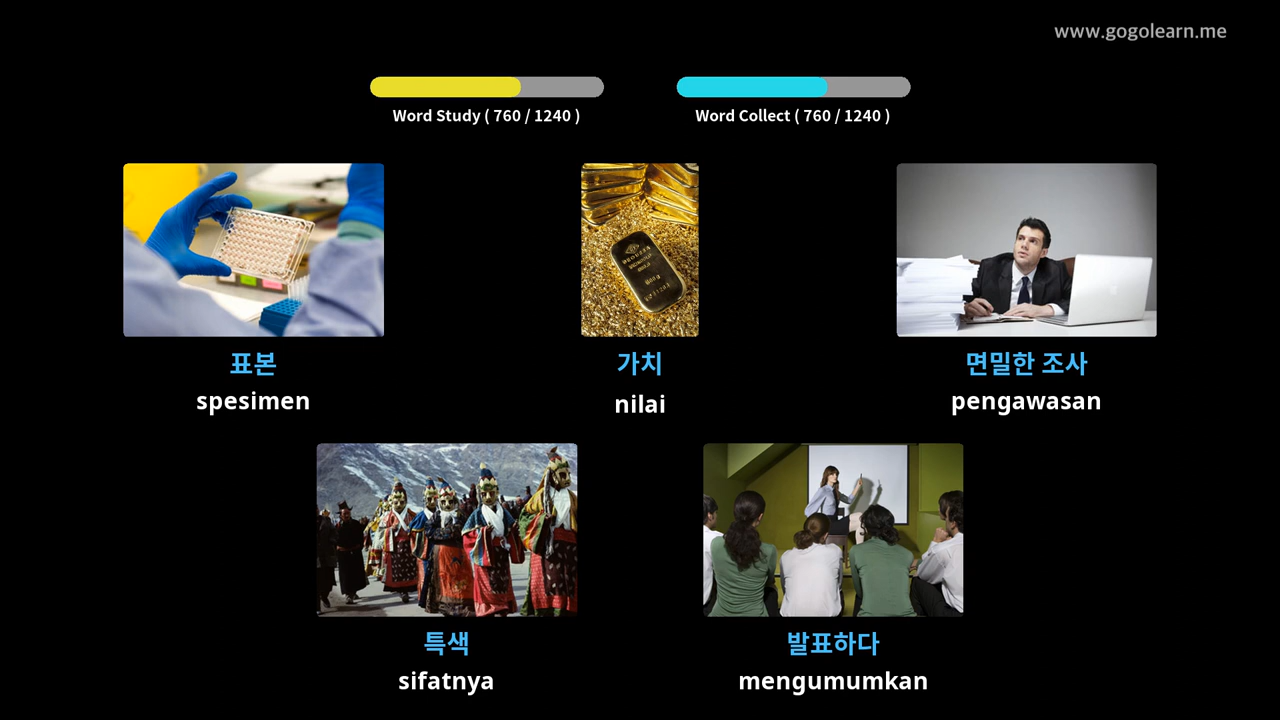 www.gogolearn.me
Word Study ( 760 / 1240 )
Word Collect ( 760 / 1240 )
표본
spesimen
가치
nilai
면밀한 조사
pengawasan
특색
sifatnya
발표하다
mengumumkan